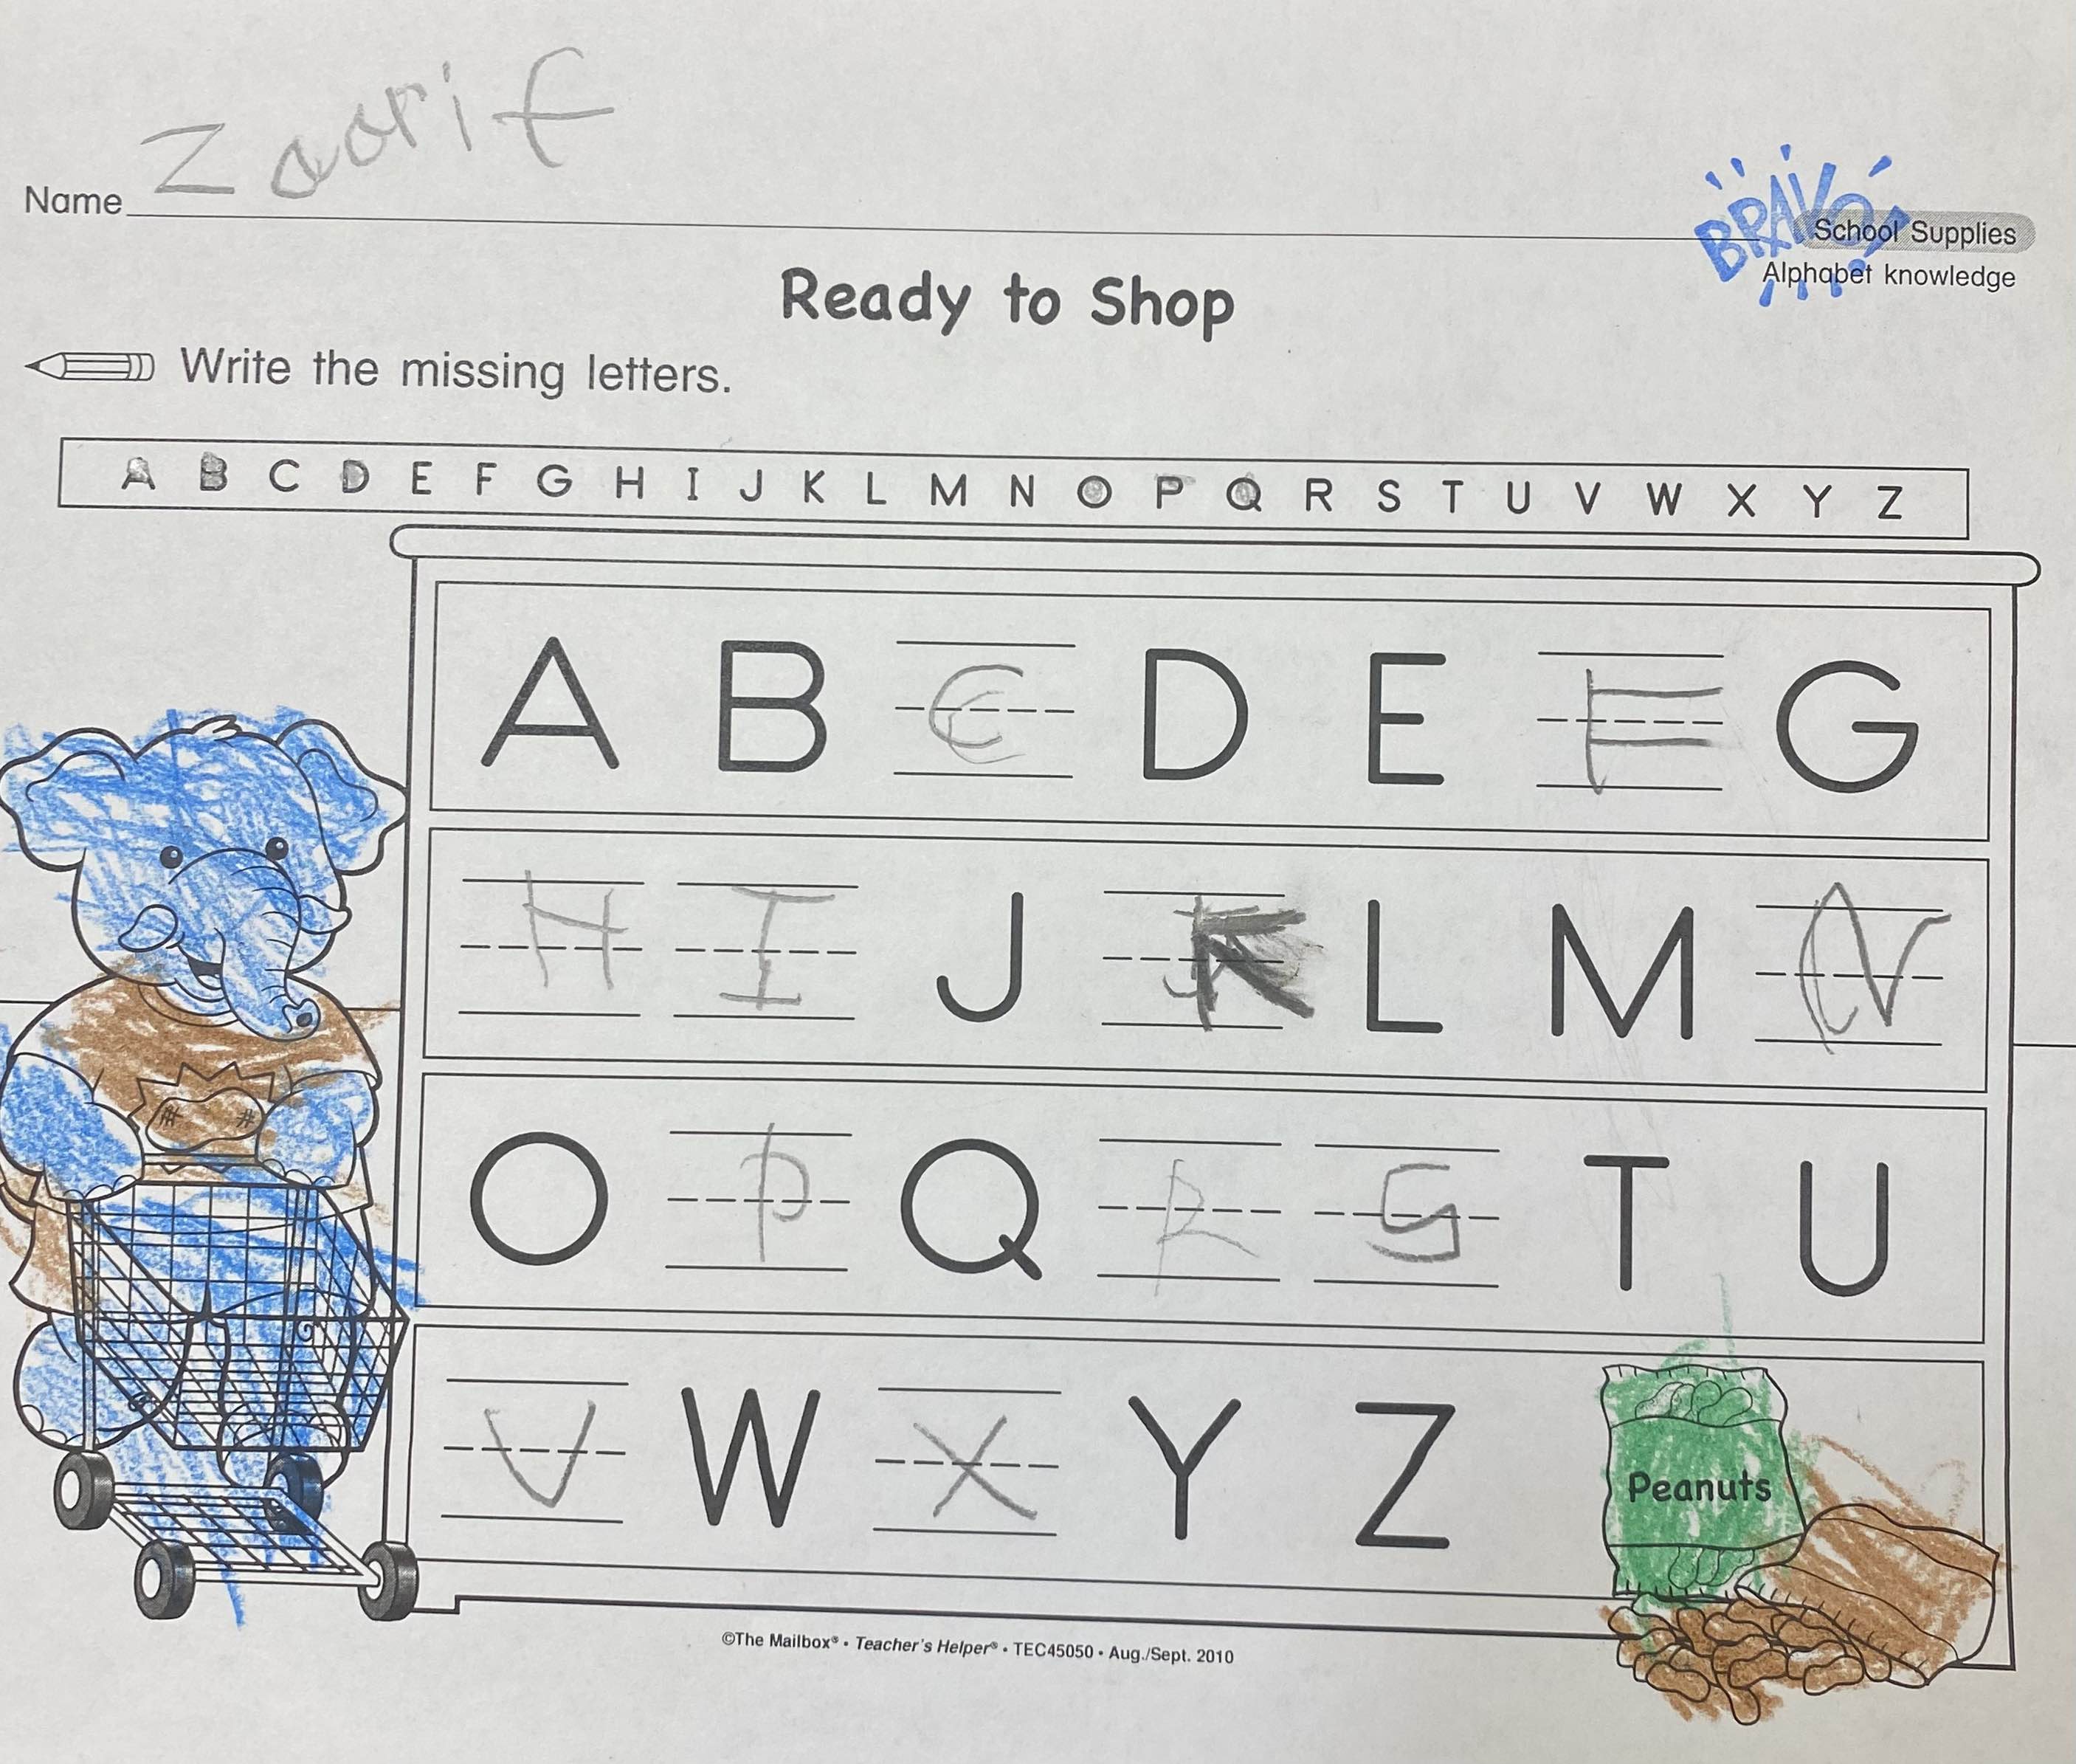 Zaarif
Name
BRAVO!
School Supplies
Alphabet knowledge
Ready to Shop
Write the missing letters.
A B C D E F G H I J K L M N O P Q R S T U V W X Y Z
A B C D E F G
H I J K L M N
O P Q R S T U
V W X Y Z
Peanuts
©The Mailbox® • Teacher's Helper® • TEC45050 • Aug./Sept. 2010